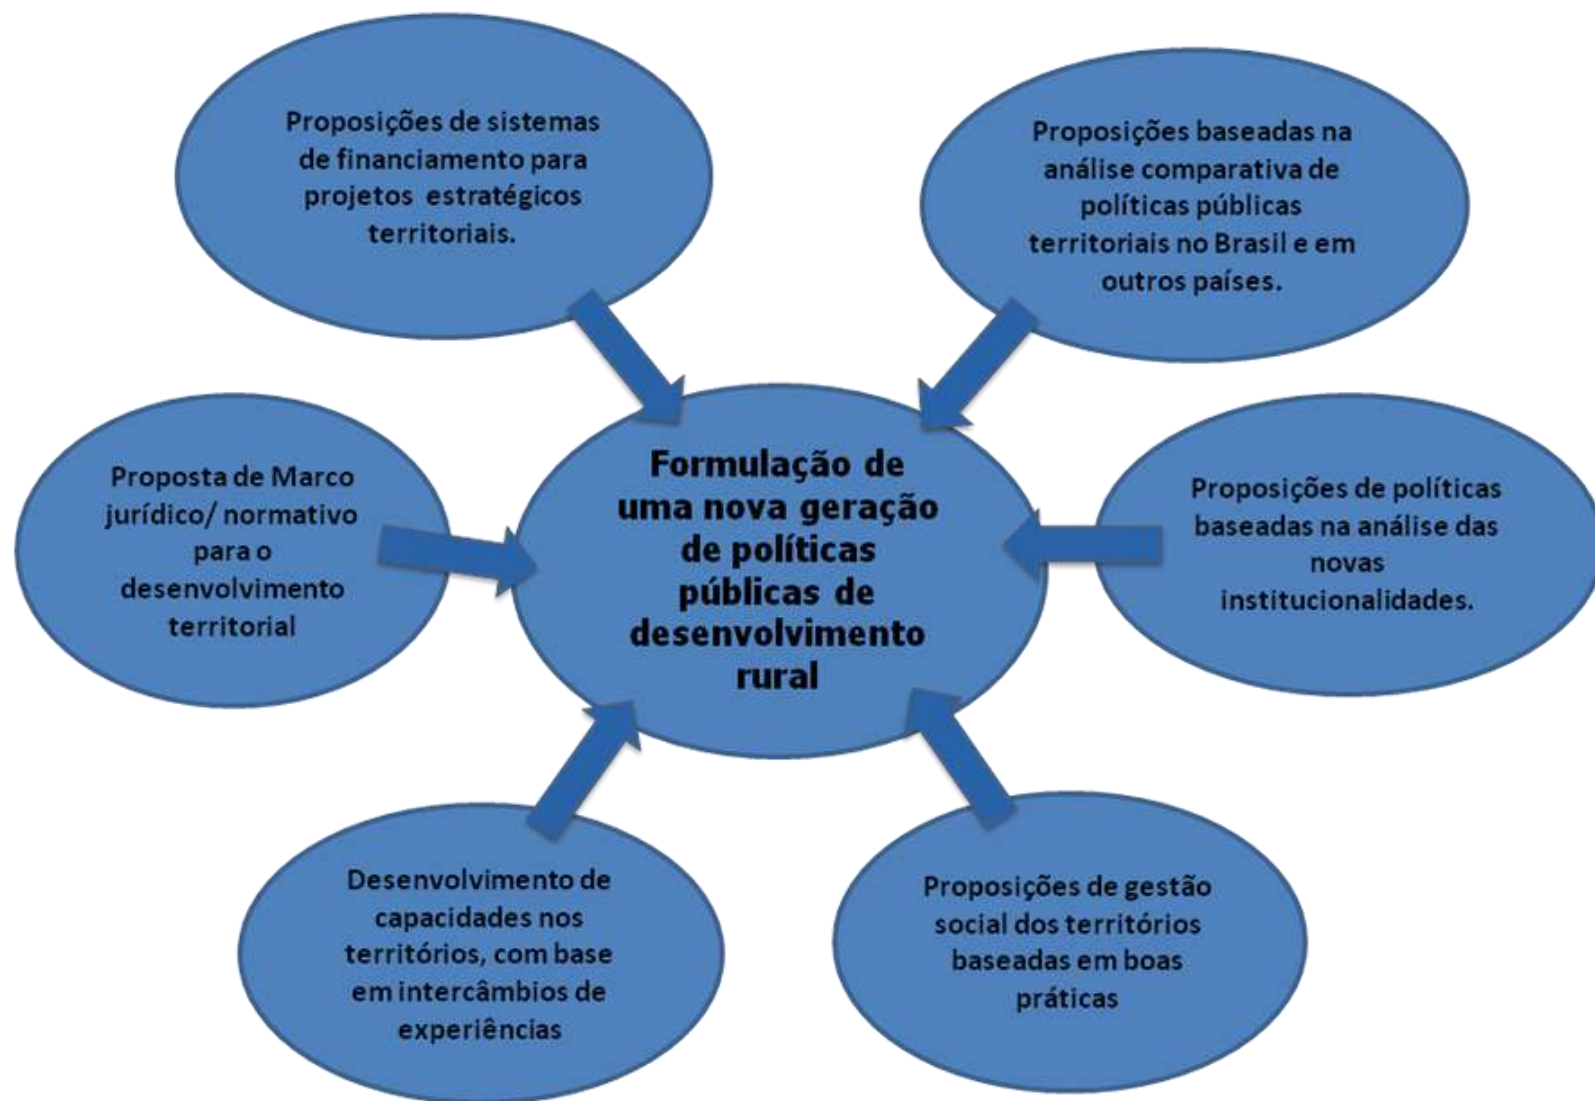 Proposições de sistemas
de financiamento para
projetos estratégicos
territoriais.
Proposições baseadas na
análise comparativa de
políticas públicas
territoriais no Brasil e em
outros países.
Proposta de Marco
jurídico/ normativo
para o
desenvolvimento
territorial
Formulação de
uma nova geração
de políticas
públicas de
desenvolvimento
rural
Proposições de políticas
baseadas na análise das
novas
institucionalidades.
Desenvolvimento de
capacidades nos
territórios, com base
em intercâmbios de
experiências
Proposições de gestão
social dos territórios
baseadas em boas
práticas